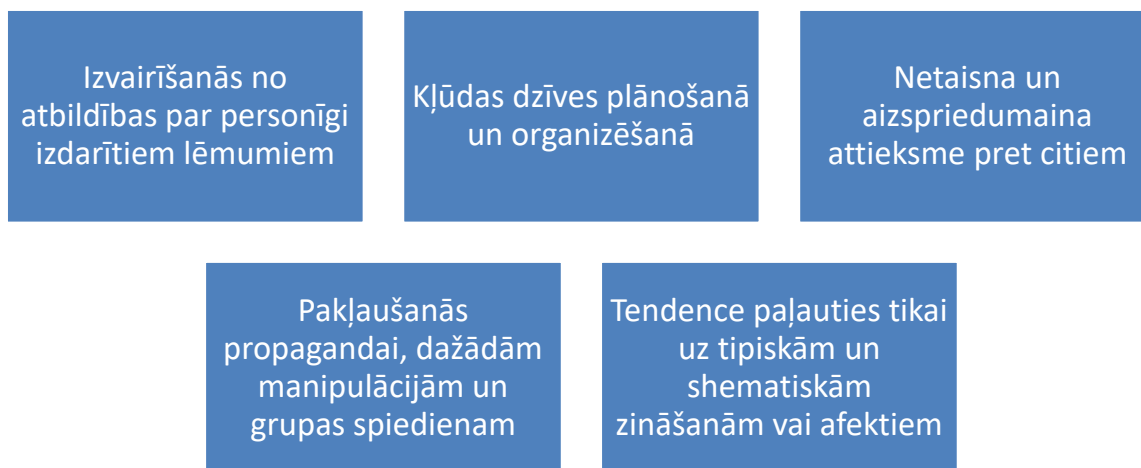 Izvairīšanās no
atbildības par personīgi
izdarītiem lēmumiem
Kļūdas dzīves plānošanā
un organizēšanā
Netaisna un
aizspriedumaina
attieksme pret citiem
Pakļaušanās
propagandai, dažādām
manipulācijām un
grupas spiedienam
Tendence paļauties tikai
uz tipiskām un
shematiskām
zināšanām vai afektiem